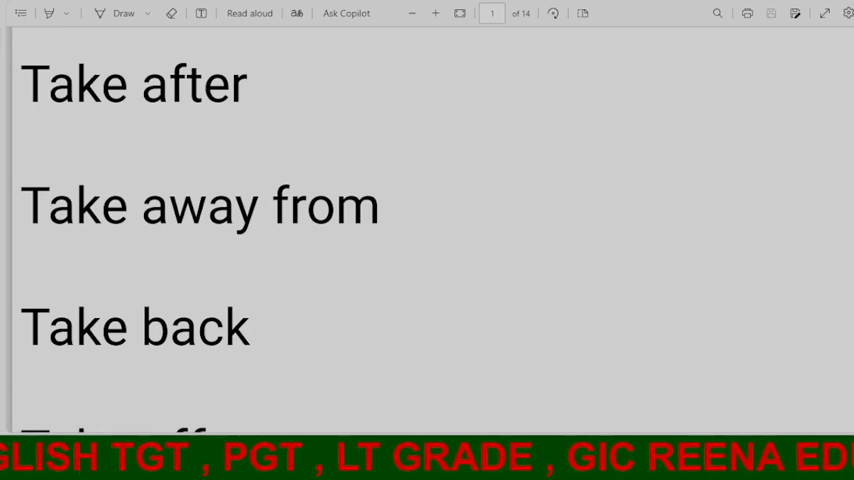 Draw Read aloud Ask Copilot 1 of 14
Take after
Take away from
Take back
GLISH TGT , PGT , LT GRADE , GIC REENA EDU